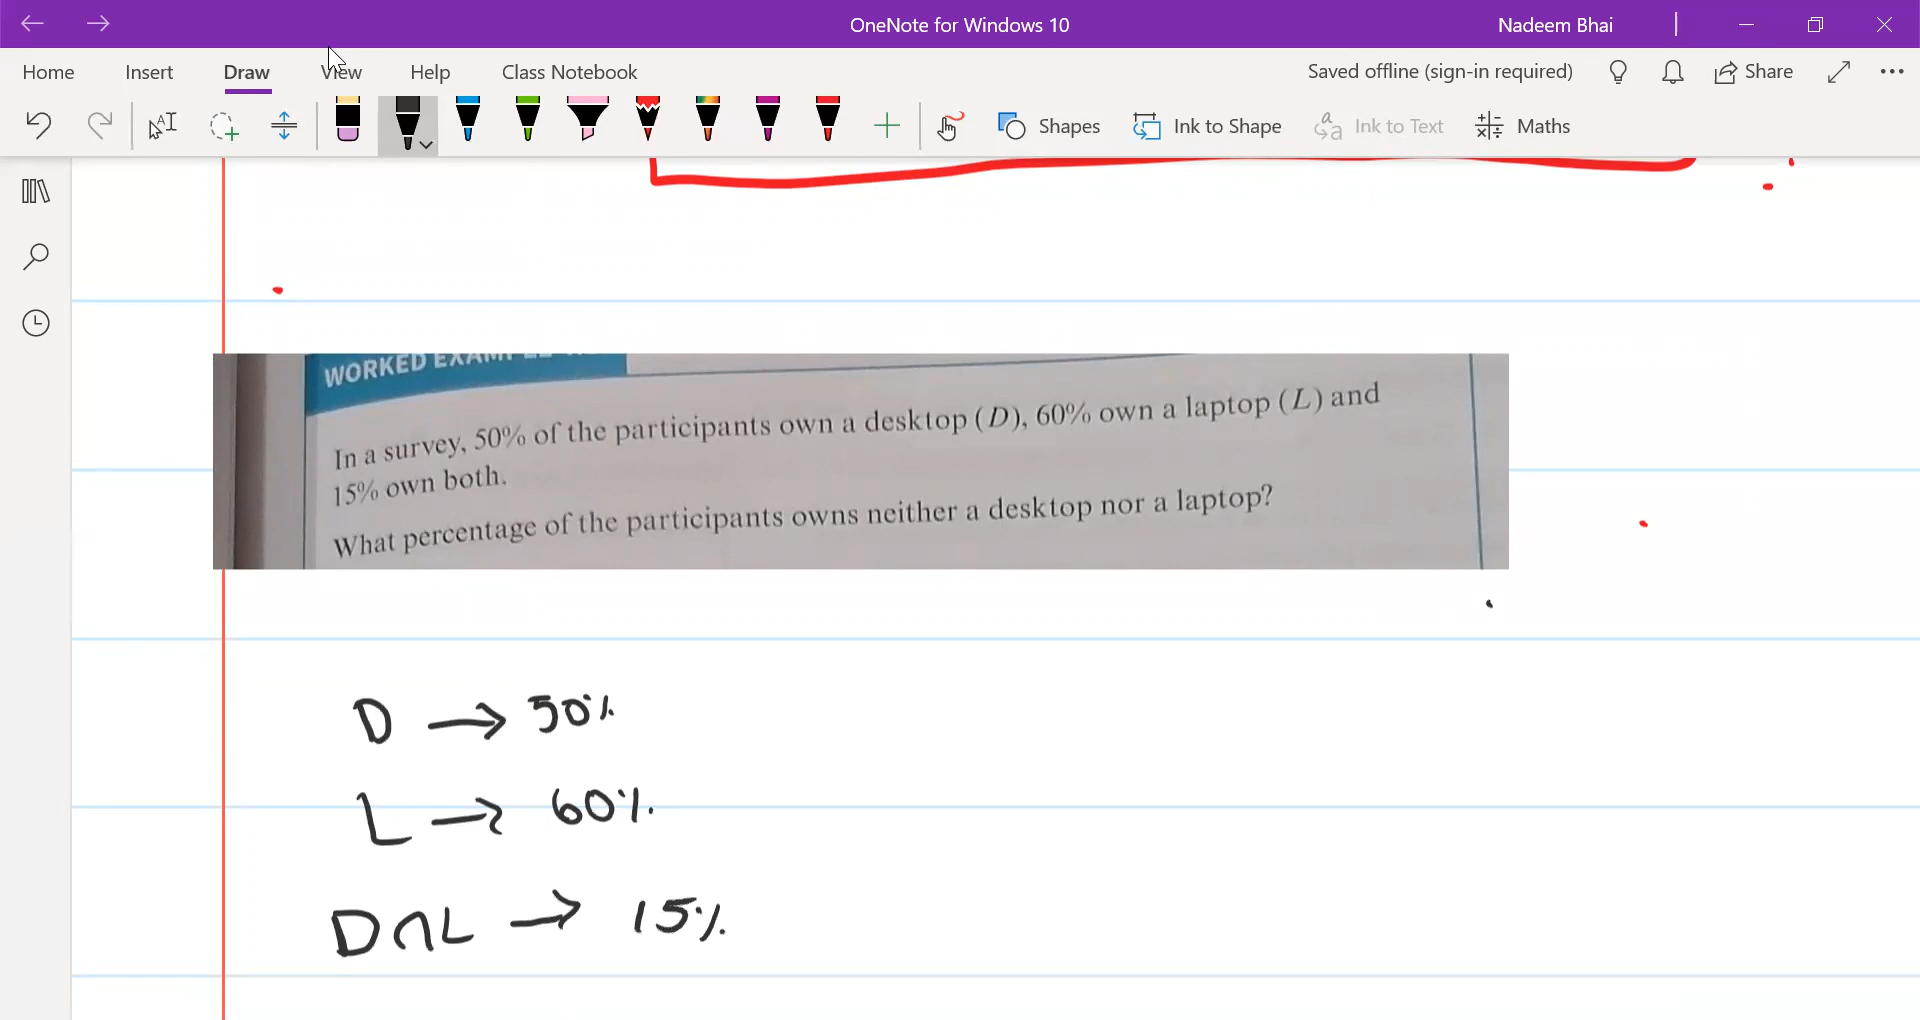 OneNote for Windows 10
Nadeem Bhai
Home Insert Draw View Help Class Notebook
Saved offline (sign-in required) Share
Shapes Ink to Shape Ink to Text Maths
WORKED
In a survey, 50% of the participants own a desktop (D), 60% own a laptop (L) and
15% own both.
What percentage of the participants owns neither a desktop nor a laptop?
D → 50%
L → 60%.
D∩L → 15%.